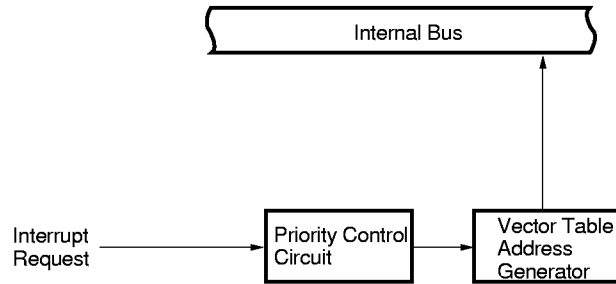 Internal Bus
Interrupt
Request
Priority Control
Circuit
Vector Table
Address
Generator